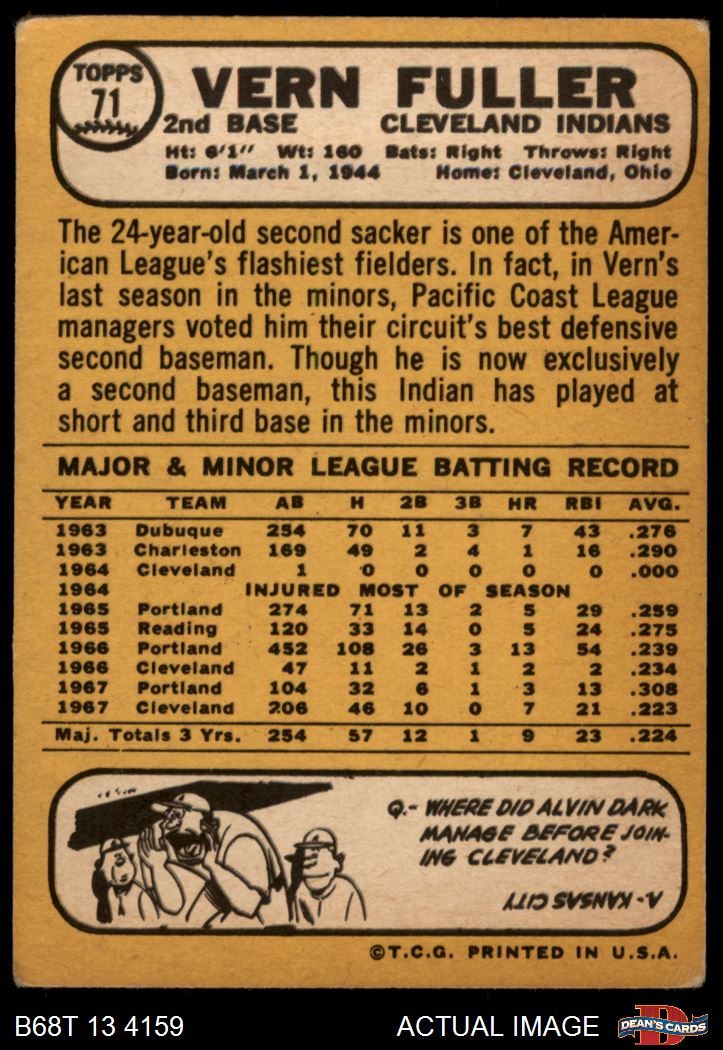 TOPPS
71
VERN FULLER
2nd BASE CLEVELAND INDIANS
Ht: 6'1" Wt: 160 Bats: Right Throws: Right
Born: March 1, 1944 Home: Cleveland, Ohio
The 24-year-old second sacker is one of the Amer-
ican League's flashiest fielders. In fact, in Vern's
last season in the minors, Pacific Coast League
managers voted him their circuit's best defensive
second baseman. Though he is now exclusively
a second baseman, this Indian has played at
short and third base in the minors.
MAJOR & MINOR LEAGUE BATTING RECORD
YEAR TEAM AB H 2B 3B HR RBI AVG.
1963 Dubuque 254 70 11 3 7 43 .276
1963 Charleston 169 49 2 4 1 16 .290
1964 Cleveland 1 0 0 0 0 0 .000
1964 INJURED MOST OF SEASON
1965 Portland 274 71 13 2 5 29 .259
1965 Reading 120 33 14 0 5 24 .275
1966 Portland 452 108 26 3 13 54 .239
1966 Cleveland 47 11 2 1 2 2 .234
1967 Portland 104 32 6 1 3 13 .308
1967 Cleveland 206 46 10 0 7 21 .223
Maj. Totals 3 Yrs. 254 57 12 1 9 23 .224
Q.- WHERE DID ALVIN DARK
MANAGE BEFORE JOIN-
ING CLEVELAND?
A- KANSAS CITY
©T.C.G. PRINTED IN U.S.A.
B68T 13 4159 ACTUAL IMAGE
D
DEAN'S CARDS